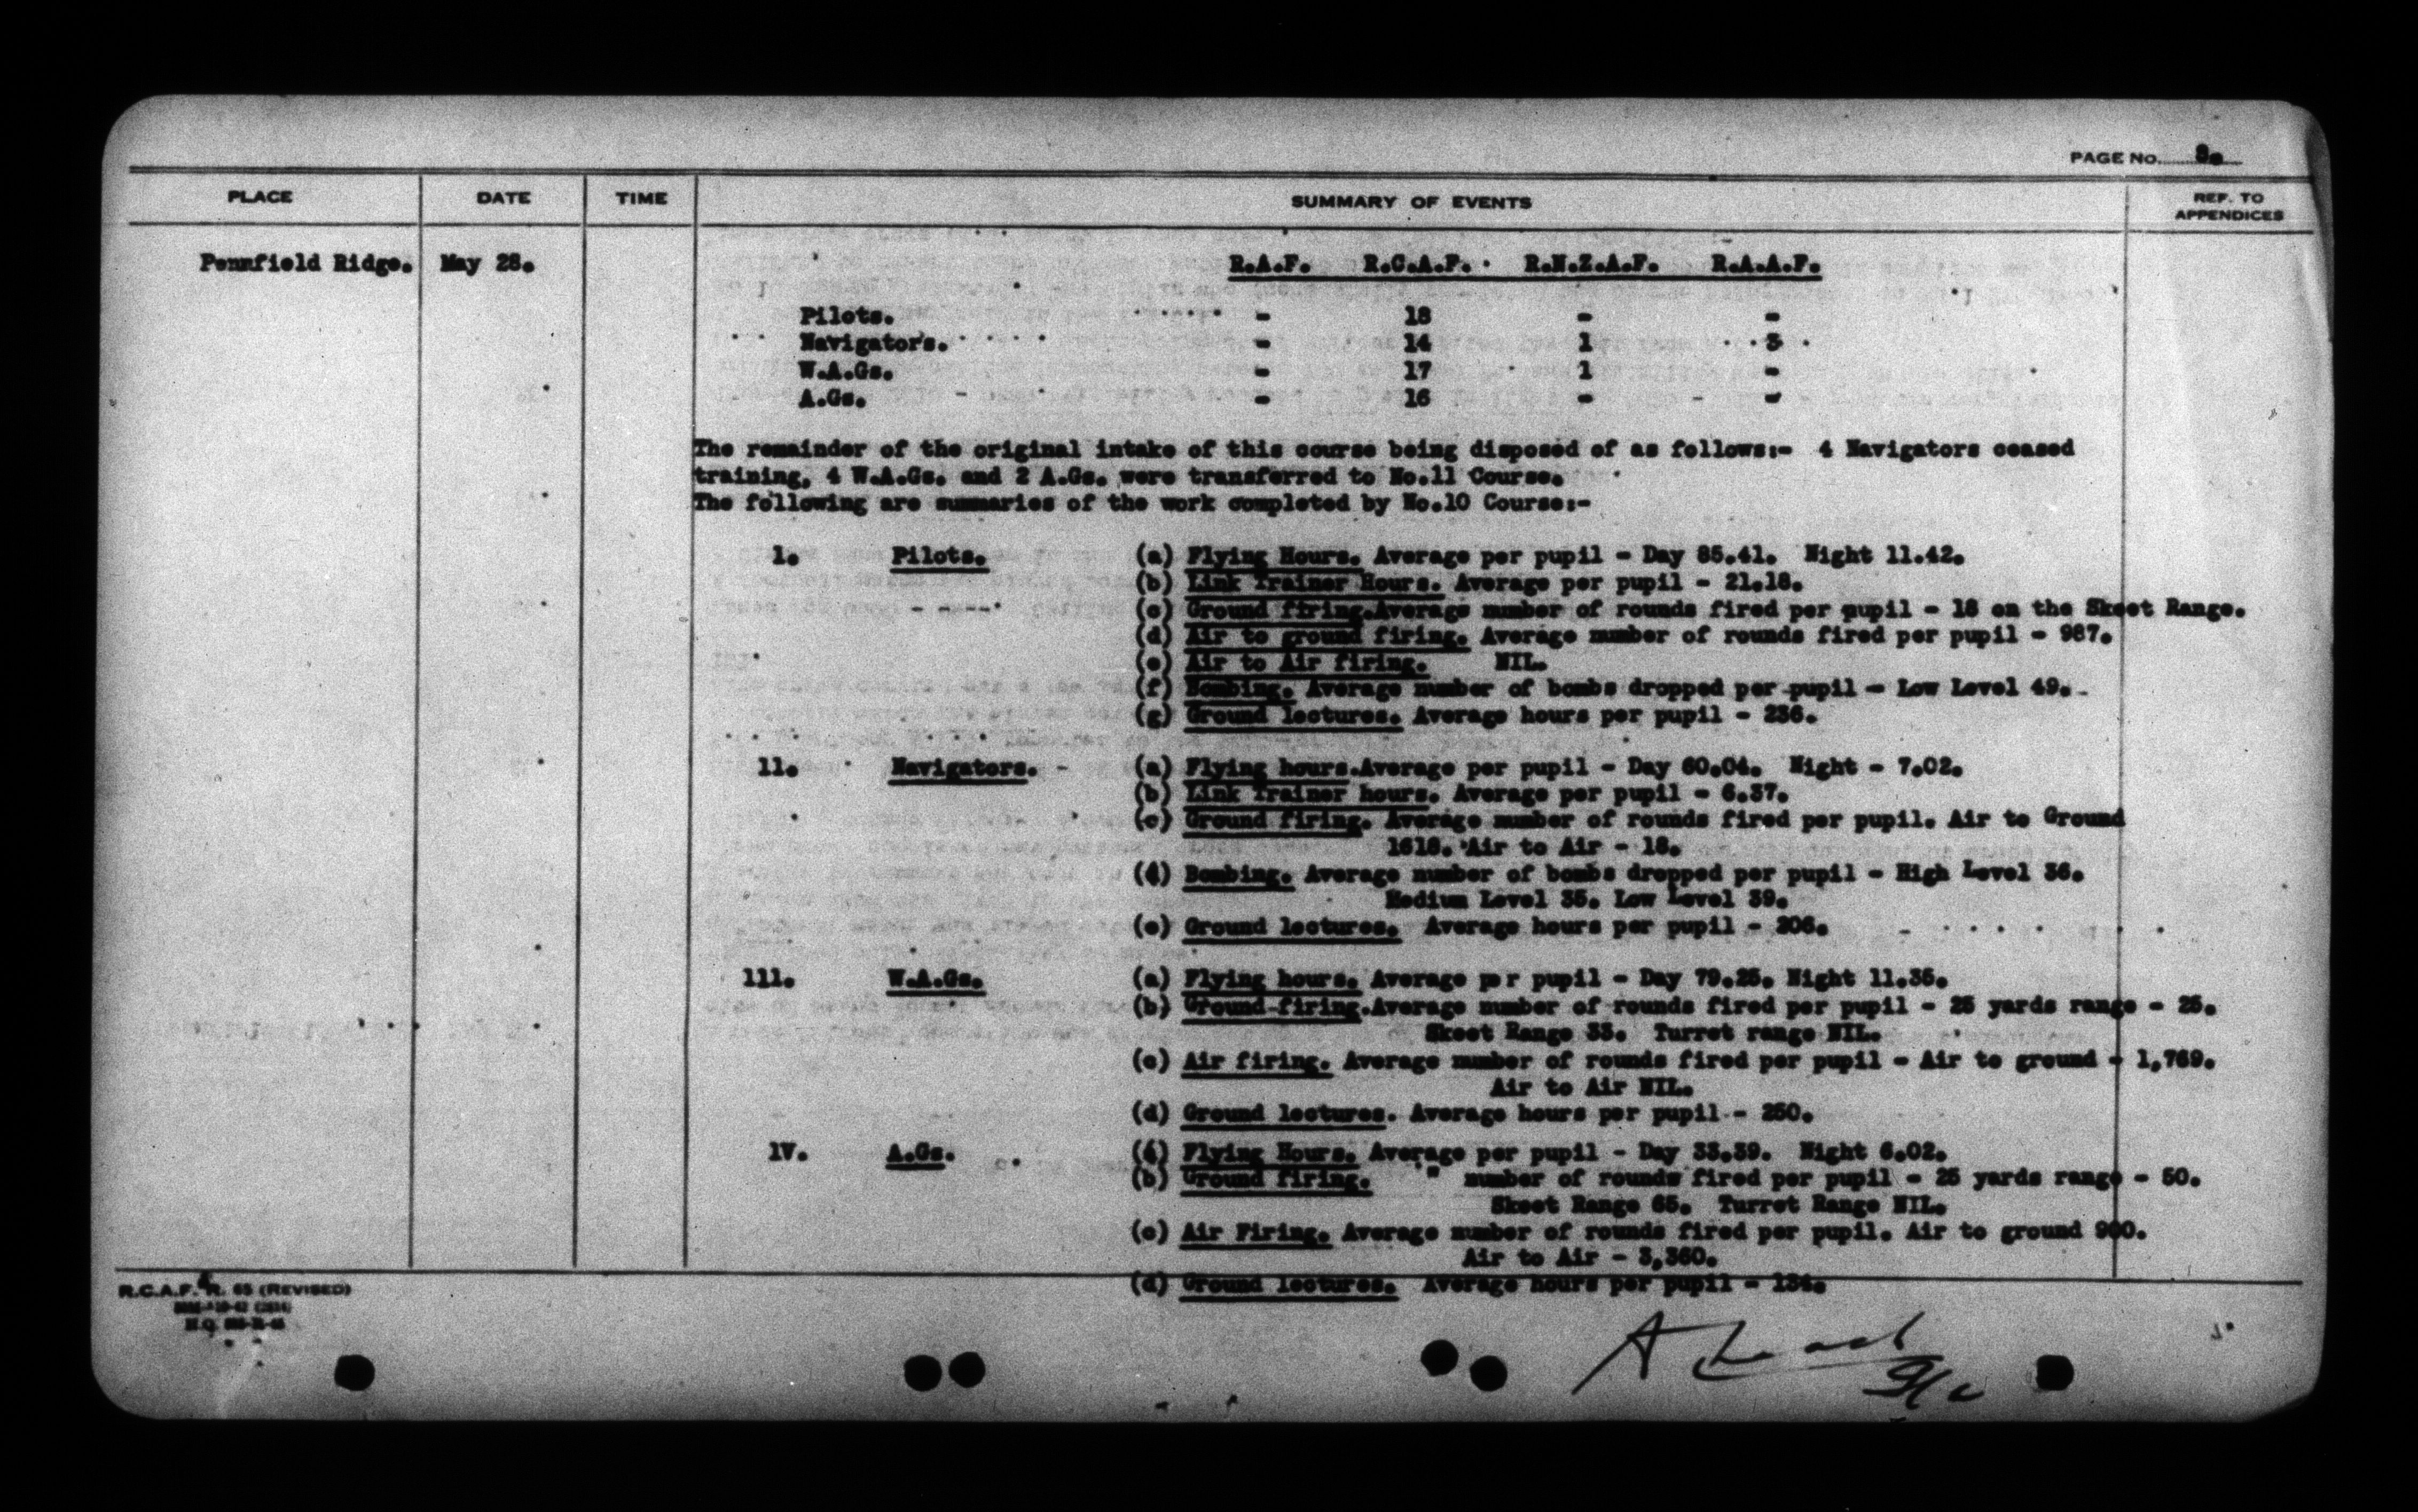 PAGE No. 8.
PLACE DATE TIME SUMMARY OF EVENTS REF. TO APPENDICES
Pennfield Ridge. May 28. R.A.F. R.C.A.F. R.N.Z.A.F. R.A.A.F.
Pilots. - 18 - -
Navigators. - 14 1 3
W.A.Gs. - 17 1 -
A.Gs. - 16 - -
The remainder of the original intake of this course being disposed of as follows:- 4 Navigators ceased
training, 4 W.A.Gs. and 2 A.Gs. were transferred to No.11 Course.
The following are summaries of the work completed by No.10 Course:-
1. Pilots. (a) Flying Hours. Average per pupil - Day 85.41. Night 11.42.
(b) Link Trainer Hours. Average per pupil - 21.18.
(c) Ground firing.Average number of rounds fired per pupil - 18 on the Skeet Range.
(d) Air to ground firing. Average number of rounds fired per pupil - 987.
(e) Air to Air firing. NIL.
(f) Bombing. Average number of bombs dropped per pupil - Low Level 49.
(g) Ground lectures. Average hours per pupil - 236.
11. Navigators. - (a) Flying hours.Average per pupil - Day 60.04. Night - 7.02.
(b) Link Trainer hours. Average per pupil - 6.37.
(c) Ground firing. Average number of rounds fired per pupil. Air to Ground
1618. Air to Air - 18.
(d) Bombing. Average number of bombs dropped per pupil - High Level 36.
Medium Level 35. Low Level 39.
(e) Ground lectures. Average hours per pupil - 206.
111. W.A.Gs. (a) Flying hours. Average per pupil - Day 79.25. Night 11.35.
(b) Ground firing.Average number of rounds fired per pupil - 25 yards range - 25.
Skeet Range 33. Turret range NIL.
(c) Air firing. Average number of rounds fired per pupil - Air to ground - 1,769.
Air to Air NIL.
(d) Ground lectures. Average hours per pupil - 250.
1V. A.Gs. (a) Flying Hours. Average per pupil - Day 33.39. Night 6.02.
(b) Ground firing. " number of rounds fired per pupil - 25 yards range - 50.
Skeet Range 65. Turret Range NIL.
(c) Air Firing. Average number of rounds fired per pupil. Air to ground 900.
Air to Air - 3,360.
(d) Ground lectures. Average hours per pupil - 134.
R.C.A.F. R. 65 (REVISED)
H.Q.